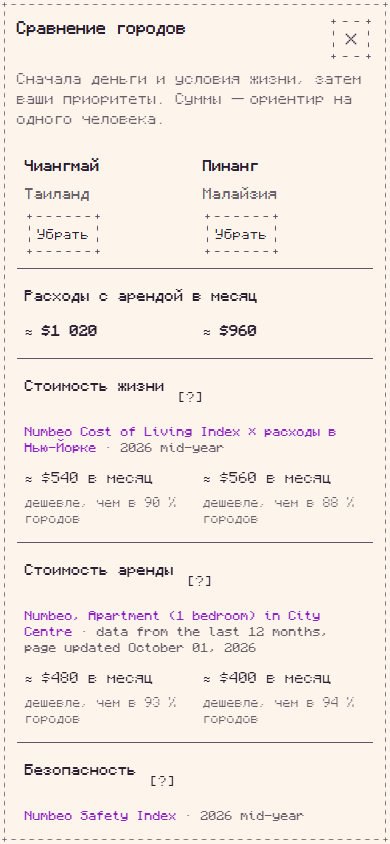 Сравнение городов
×
Сначала деньги и условия жизни, затем
ваши приоритеты. Суммы — ориентир на
одного человека.
Чиангмай Пинанг
Таиланд Малайзия
Убрать Убрать
Расходы с арендой в месяц
≈ $1 020 ≈ $960
Стоимость жизни [?]
Numbeo Cost of Living Index × расходы в
Нью-Йорке · 2026 mid-year
≈ $540 в месяц ≈ $560 в месяц
дешевле, чем в 90 % дешевле, чем в 88 %
городов городов
Стоимость аренды [?]
Numbeo, Apartment (1 bedroom) in City
Centre · data from the last 12 months,
page updated October 01, 2026
≈ $480 в месяц ≈ $400 в месяц
дешевле, чем в 93 % дешевле, чем в 94 %
городов городов
Безопасность [?]
Numbeo Safety Index · 2026 mid-year